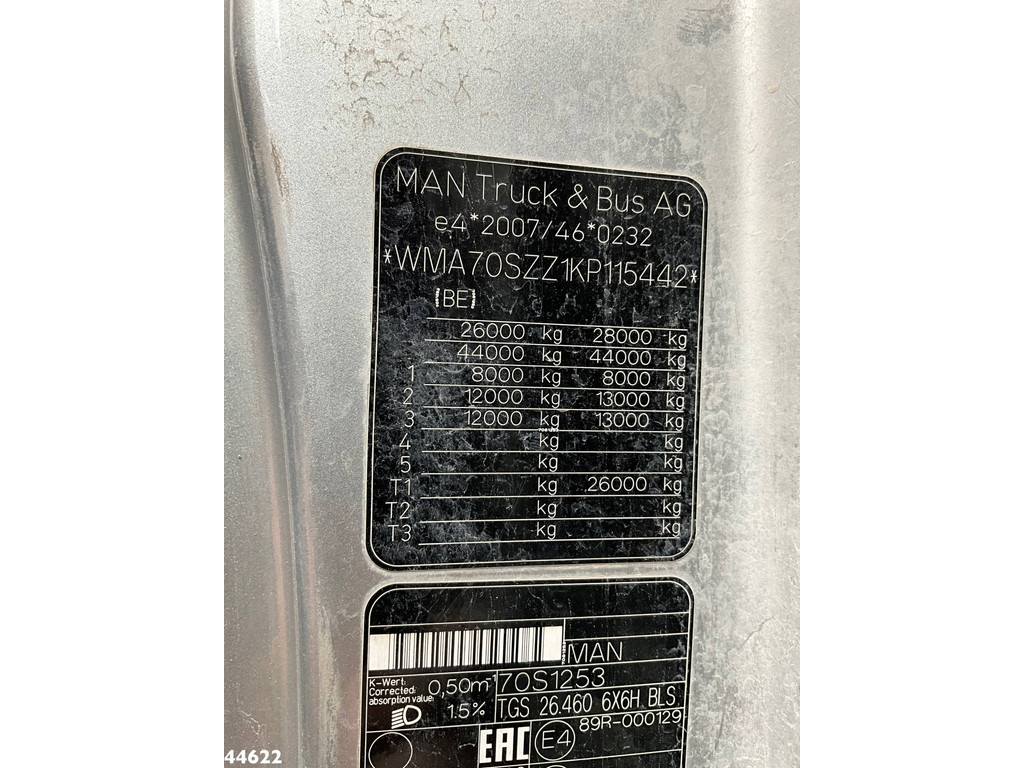 MAN Truck & Bus AG
e4*2007/46*0232
*WMA70SZZ1KP115442*
[BE]
26000 kg 28000 kg
44000 kg 44000 kg
1 8000 kg 8000 kg
2 12000 kg 13000 kg
3 12000 kg 13000 kg
4 kg kg
5 kg kg
T1 kg 26000 kg
T2 kg kg
T3 kg kg
MAN
K-Wert: 0,50m⁻¹ 70S1253
Corrected
absorption value
1.5% TGS 26.460 6X6H BLS
89R-000129
EAC E4
44622